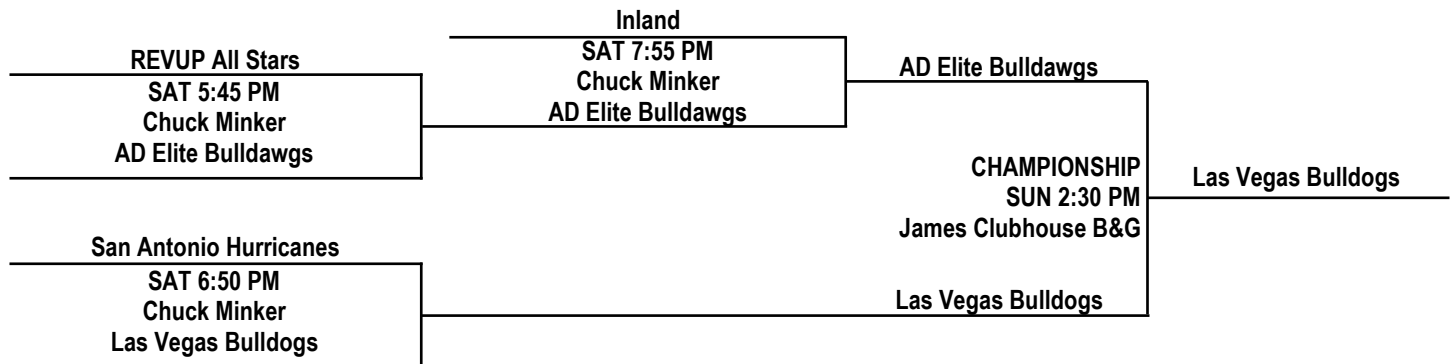 Inland
REVUP All Stars
SAT 7:55 PM
Chuck Minker
AD Elite Bulldawgs
AD Elite Bulldawgs
SAT 5:45 PM
Chuck Minker
AD Elite Bulldawgs
CHAMPIONSHIP
SUN 2:30 PM
James Clubhouse B&G
Las Vegas Bulldogs
San Antonio Hurricanes
SAT 6:50 PM
Chuck Minker
Las Vegas Bulldogs
Las Vegas Bulldogs